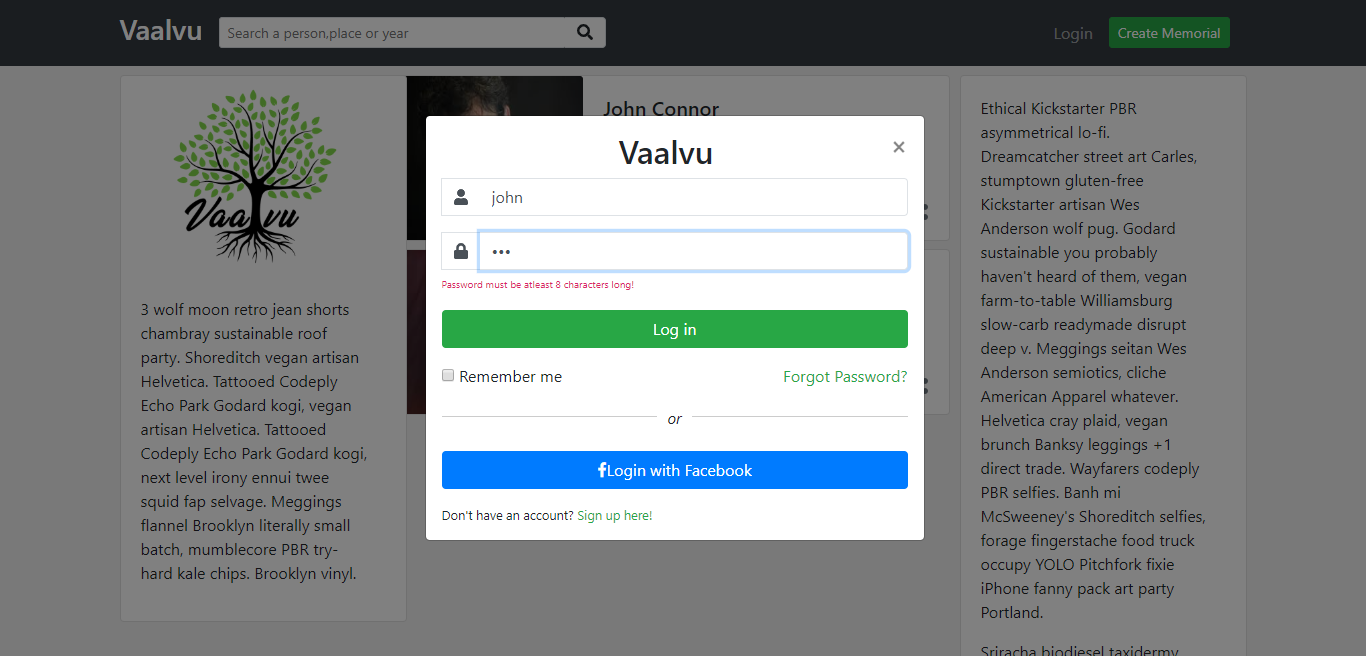 Vaalvu
Search a person,place or year
Login
Create Memorial
Vaalvu
3 wolf moon retro jean shorts
chambray sustainable roof
party. Shoreditch vegan artisan
Helvetica. Tattooed Codeply
Echo Park Godard kogi, vegan
artisan Helvetica. Tattooed
Codeply Echo Park Godard kogi,
next level irony ennui twee
squid fap selvage. Meggings
flannel Brooklyn literally small
batch, mumblecore PBR try-
hard kale chips. Brooklyn vinyl.
John Connor
Vaalvu
×
john
•••
Password must be atleast 8 characters long!
Log in
Remember me
Forgot Password?
or
Login with Facebook
Don't have an account? Sign up here!
Ethical Kickstarter PBR
asymmetrical lo-fi.
Dreamcatcher street art Carles,
stumptown gluten-free
Kickstarter artisan Wes
Anderson wolf pug. Godard
sustainable you probably
haven't heard of them, vegan
farm-to-table Williamsburg
slow-carb readymade disrupt
deep v. Meggings seitan Wes
Anderson semiotics, cliche
American Apparel whatever.
Helvetica cray plaid, vegan
brunch Banksy leggings +1
direct trade. Wayfarers codeply
PBR selfies. Banh mi
McSweeney's Shoreditch selfies,
forage fingerstache food truck
occupy YOLO Pitchfork fixie
iPhone fanny pack art party
Portland.
Sriracha biodiesel taxidermy